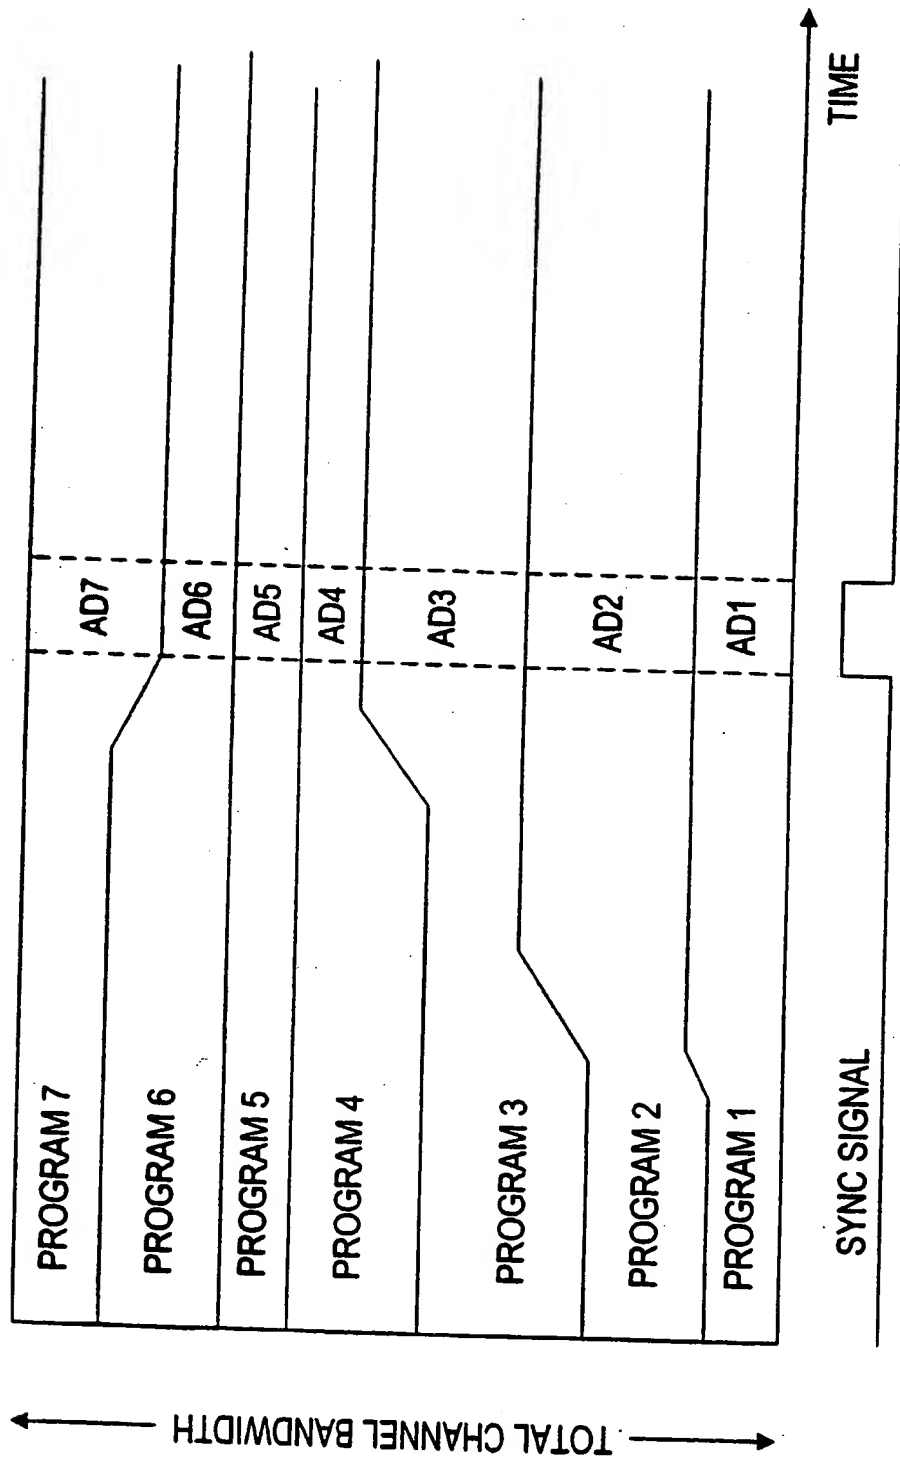 TOTAL CHANNEL BANDWIDTH
PROGRAM 7
AD7
PROGRAM 6
AD6
PROGRAM 5
AD5
PROGRAM 4
AD4
PROGRAM 3
AD3
PROGRAM 2
AD2
PROGRAM 1
AD1
TIME
SYNC SIGNAL